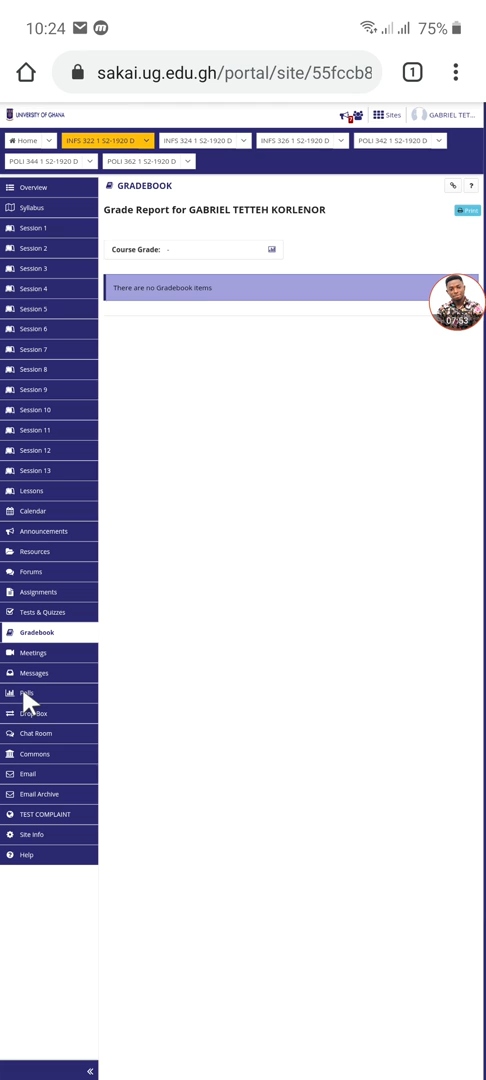 10:24 75%
sakai.ug.edu.gh/portal/site/55fccb8 1
UNIVERSITY OF GHANA 7 Sites GABRIEL TET...
Home INFS 322 1 S2-1920 D INFS 324 1 S2-1920 D INFS 326 1 S2-1920 D POLI 342 1 S2-1920 D
POLI 344 1 S2-1920 D POLI 362 1 S2-1920 D
Overview
Syllabus
Session 1
Session 2
Session 3
Session 4
Session 5
Session 6
Session 7
Session 8
Session 9
Session 10
Session 11
Session 12
Session 13
Lessons
Calendar
Announcements
Resources
Forums
Assignments
Tests & Quizzes
Gradebook
Meetings
Messages
Polls
Drop Box
Chat Room
Commons
Email
Email Archive
TEST COMPLAINT
Site Info
Help
«
GRADEBOOK ?
Grade Report for GABRIEL TETTEH KORLENOR Print
Course Grade: -
There are no Gradebook items
07:53